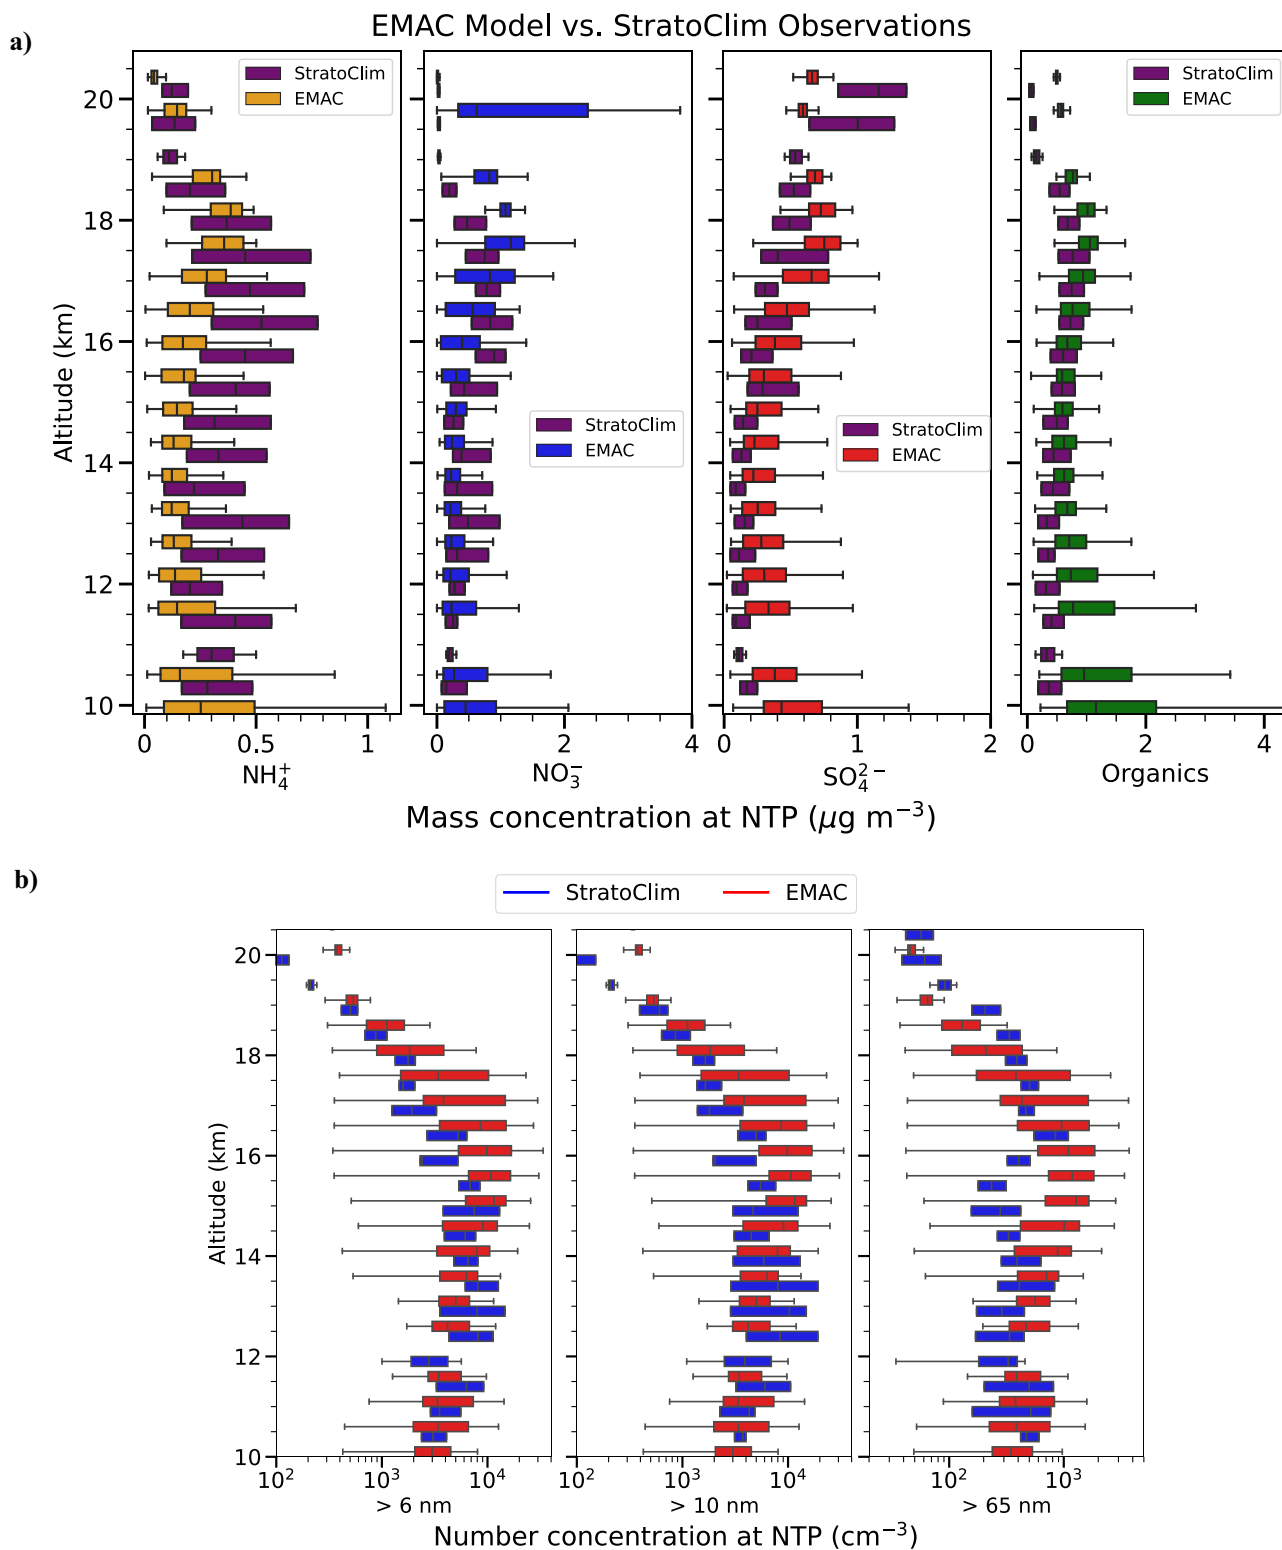 EMAC Model vs. StratoClim Observations
a)
StratoClim
EMAC
StratoClim
EMAC
StratoClim
EMAC
StratoClim
EMAC
20
18
16
14
12
10
Altitude (km)
0 0.5 1
0 2 4
0 1 2
0 2 4
NH₄⁺
NO₃⁻
SO₄²⁻
Organics
Mass concentration at NTP (μg m⁻³)
b)
StratoClim EMAC
20
18
16
14
12
10
Altitude (km)
10² 10³ 10⁴
10² 10³ 10⁴
10² 10³
> 6 nm
> 10 nm
> 65 nm
Number concentration at NTP (cm⁻³)